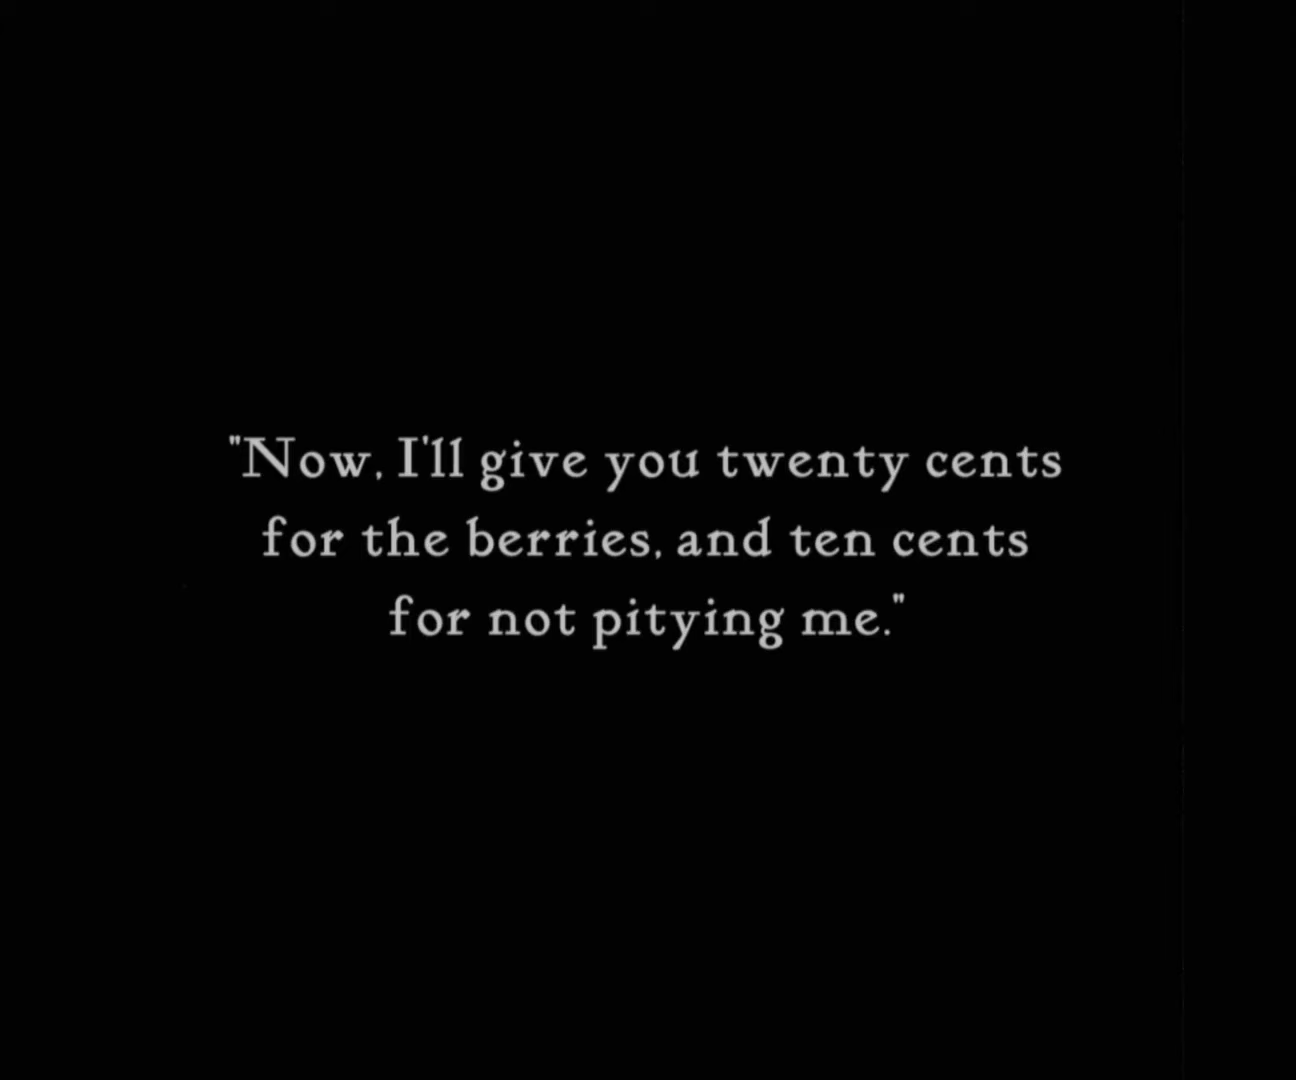 "Now, I'll give you twenty cents
for the berries, and ten cents
for not pitying me."